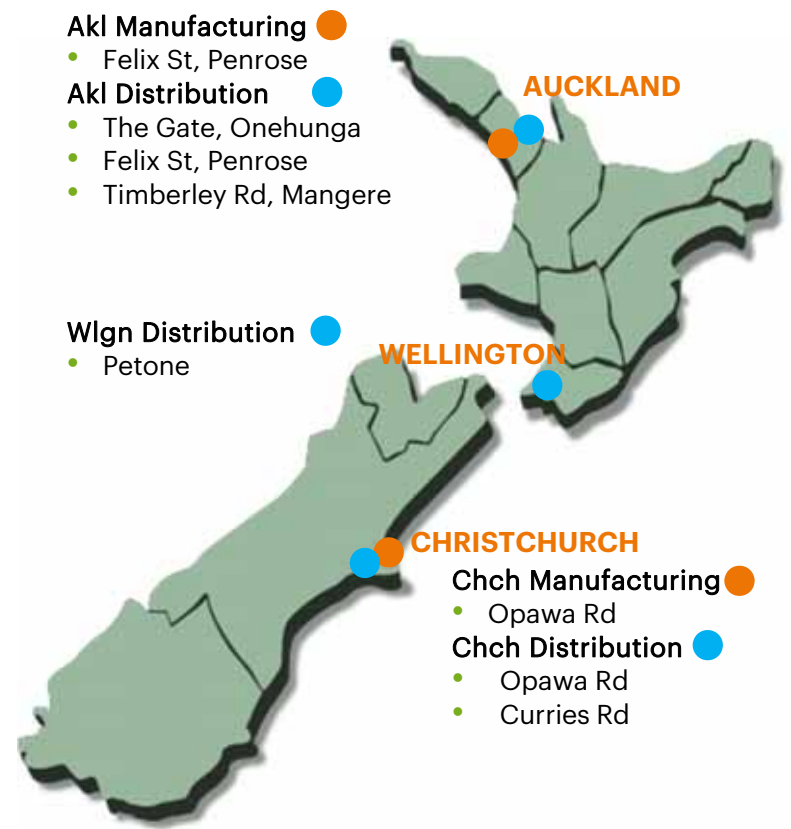 Akl Manufacturing
• Felix St, Penrose
AUCKLAND
Akl Distribution
• The Gate, Onehunga
• Felix St, Penrose
• Timberley Rd, Mangere
Wlgn Distribution
• Petone
WELLINGTON
CHRISTCHURCH
Chch Manufacturing
• Opawa Rd
Chch Distribution
• Opawa Rd
• Curries Rd